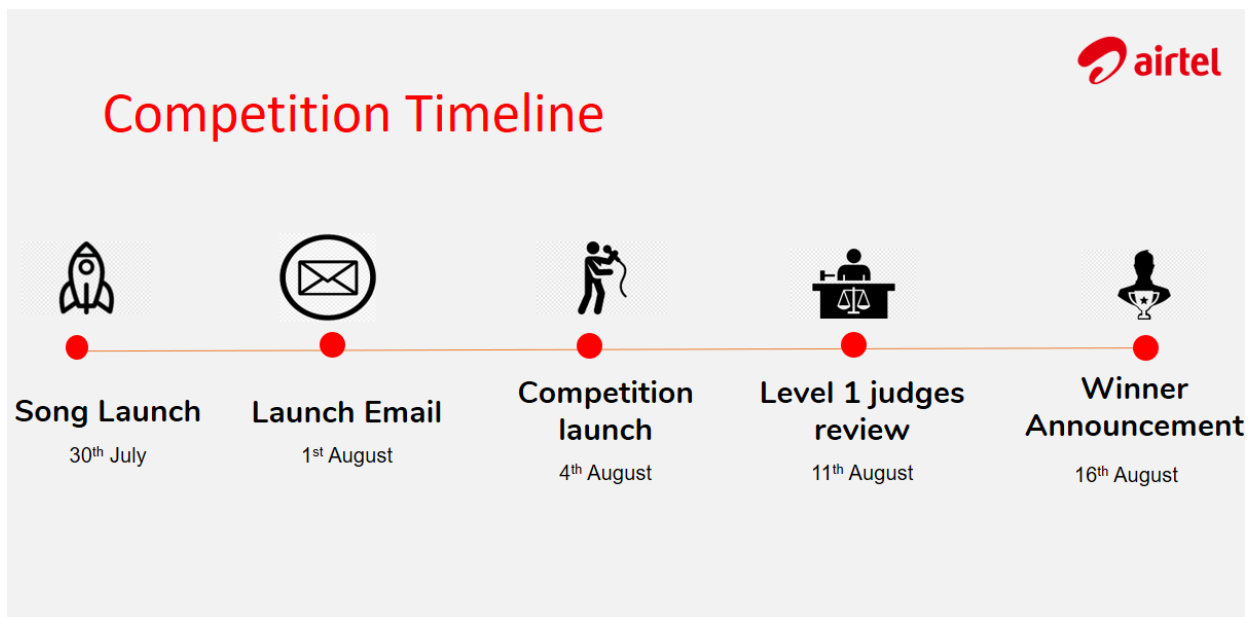 airtel
Competition Timeline
Song Launch
30th July
Launch Email
1st August
Competition
launch
4th August
Level 1 judges
review
11th August
Winner
Announcement
16th August